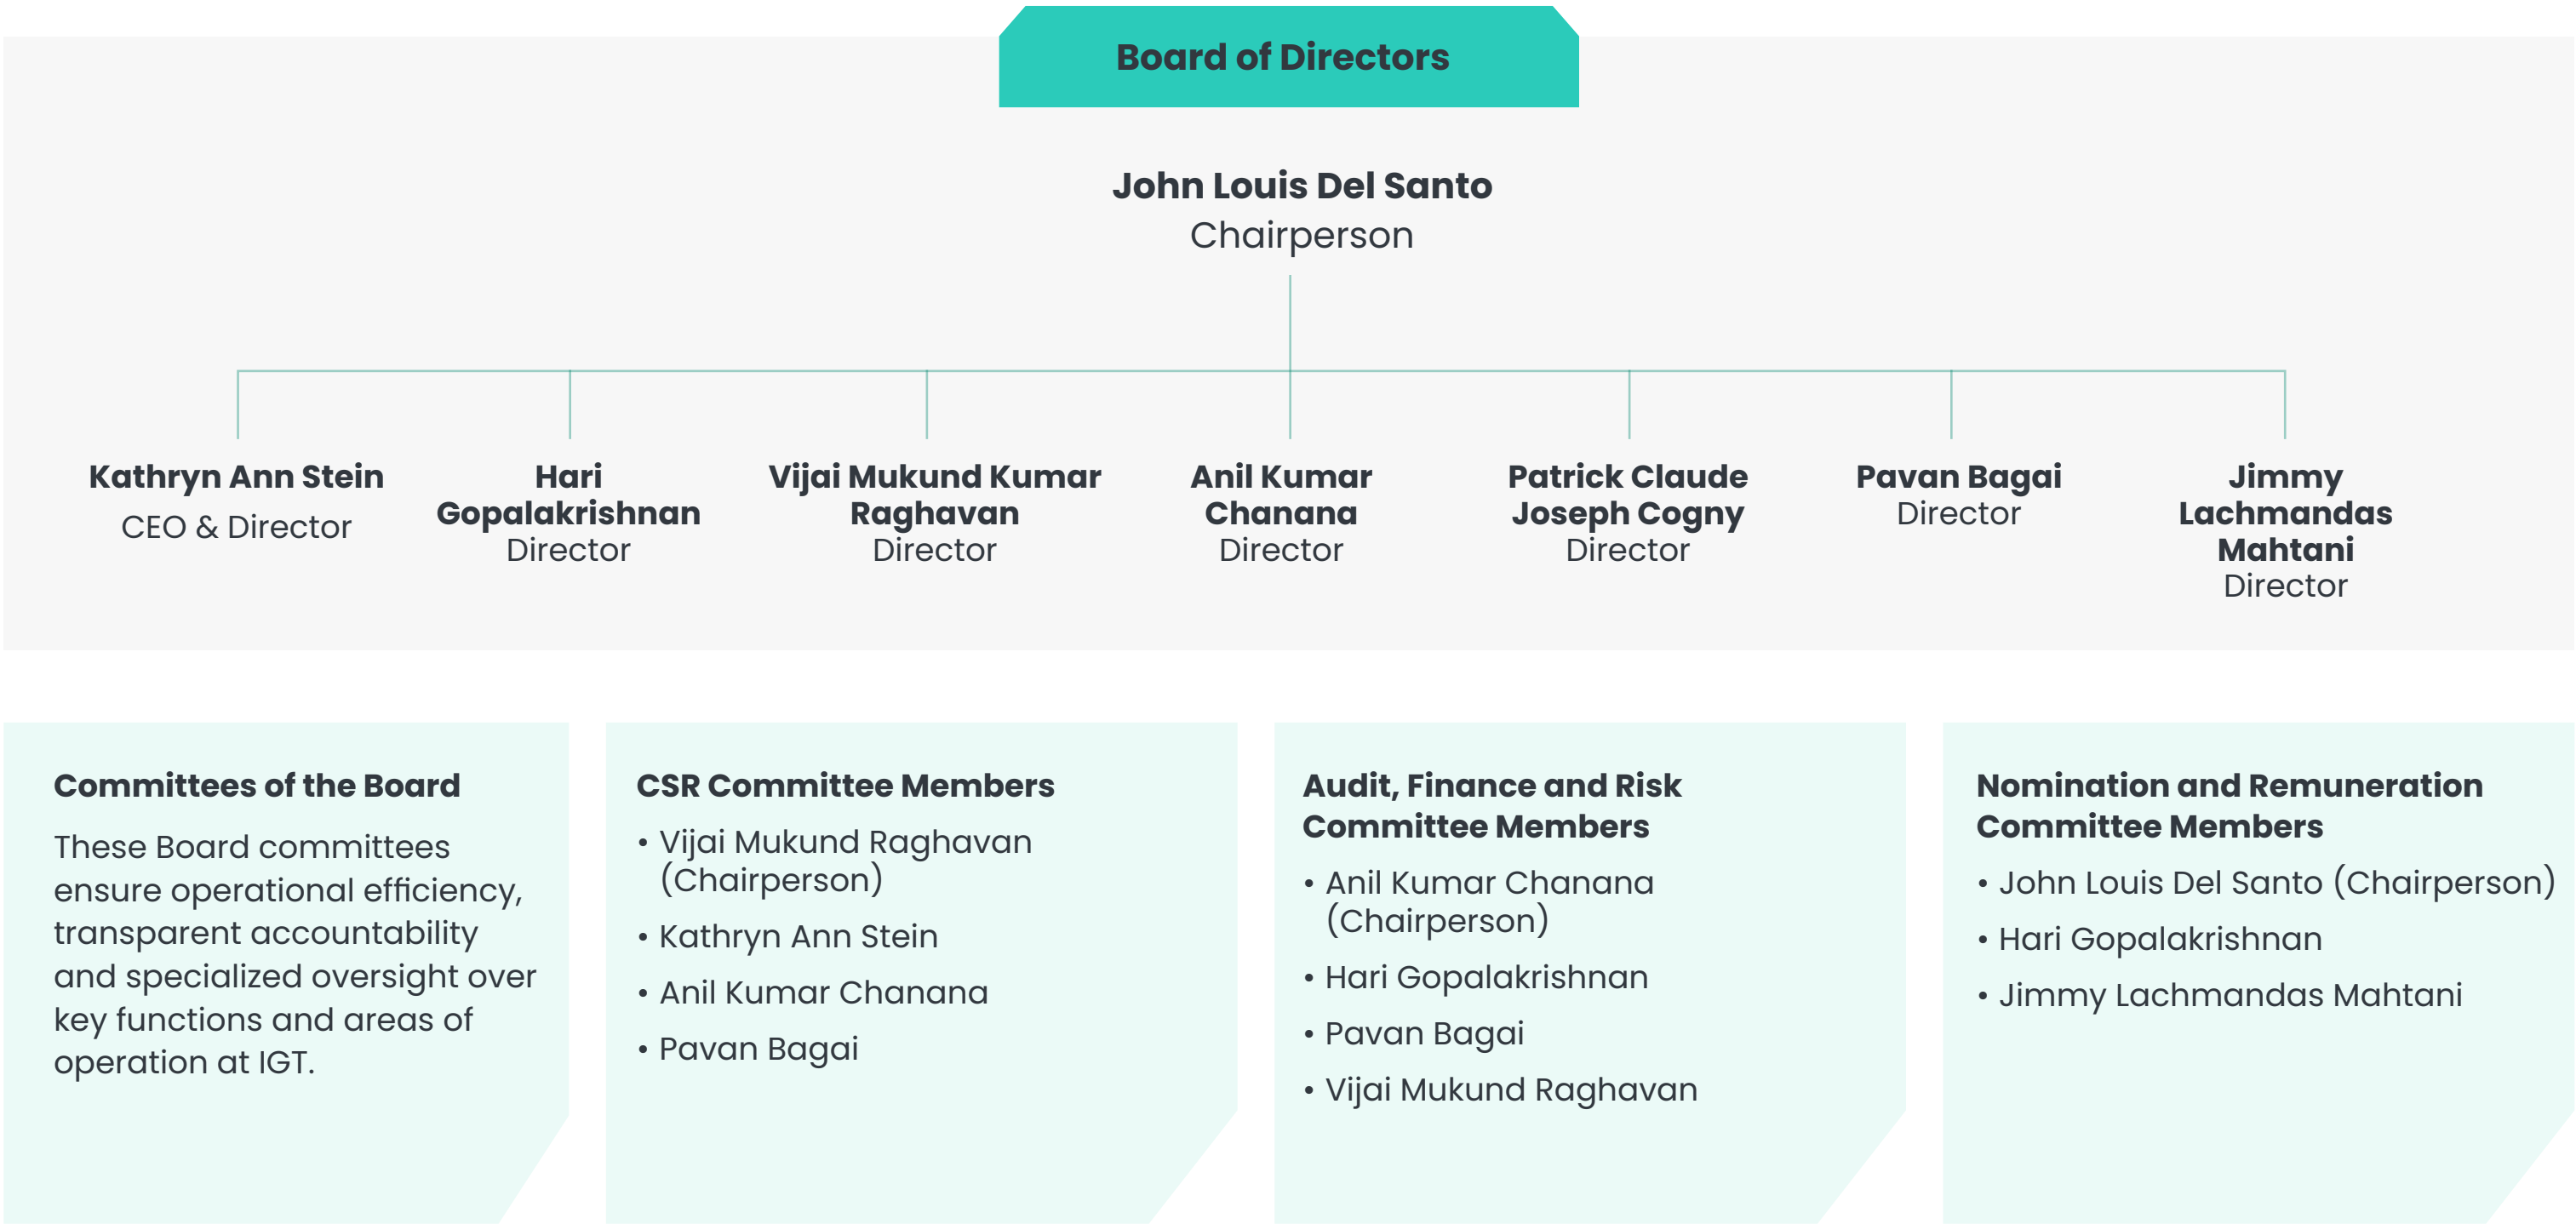 Board of Directors
John Louis Del Santo
Chairperson
Kathryn Ann Stein
CEO & Director
Hari
Gopalakrishnan
Director
Vijai Mukund Kumar
Raghavan
Director
Anil Kumar
Chanana
Director
Patrick Claude
Joseph Cogny
Director
Pavan Bagai
Director
Jimmy
Lachmandas
Mahtani
Director
Committees of the Board
These Board committees
ensure operational efficiency,
transparent accountability
and specialized oversight over
key functions and areas of
operation at IGT.
CSR Committee Members
• Vijai Mukund Raghavan
(Chairperson)
• Kathryn Ann Stein
• Anil Kumar Chanana
• Pavan Bagai
Audit, Finance and Risk
Committee Members
• Anil Kumar Chanana
(Chairperson)
• Hari Gopalakrishnan
• Pavan Bagai
• Vijai Mukund Raghavan
Nomination and Remuneration
Committee Members
• John Louis Del Santo (Chairperson)
• Hari Gopalakrishnan
• Jimmy Lachmandas Mahtani